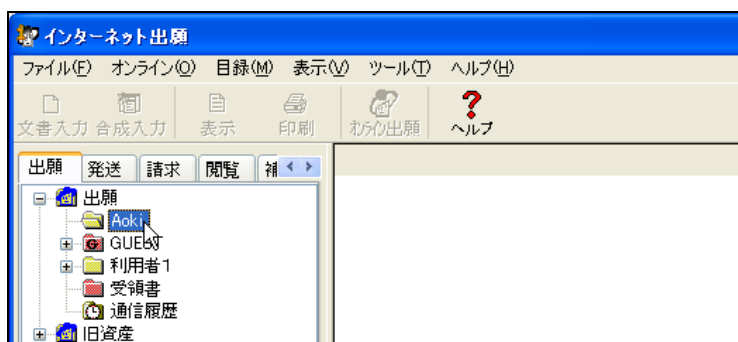 インターネット出願
ファイル(F) オンライン(O) 目録(M) 表示(V) ツール(T) ヘルプ(H)
文書入力 合成入力 表示 印刷 オンライン出願 ヘルプ
出願 発送 請求 閲覧 補
出願
Aoki
GUEST
利用者1
受領書
通信履歴
旧資産